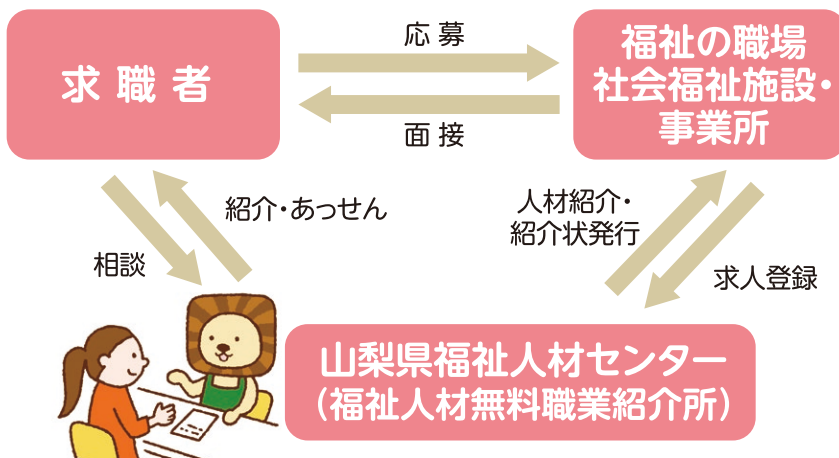 求職者
応募
面接
福祉の職場
社会福祉施設・
事業所
紹介・あっせん
相談
人材紹介・
紹介状発行
求人登録
山梨県福祉人材センター
(福祉人材無料職業紹介所)